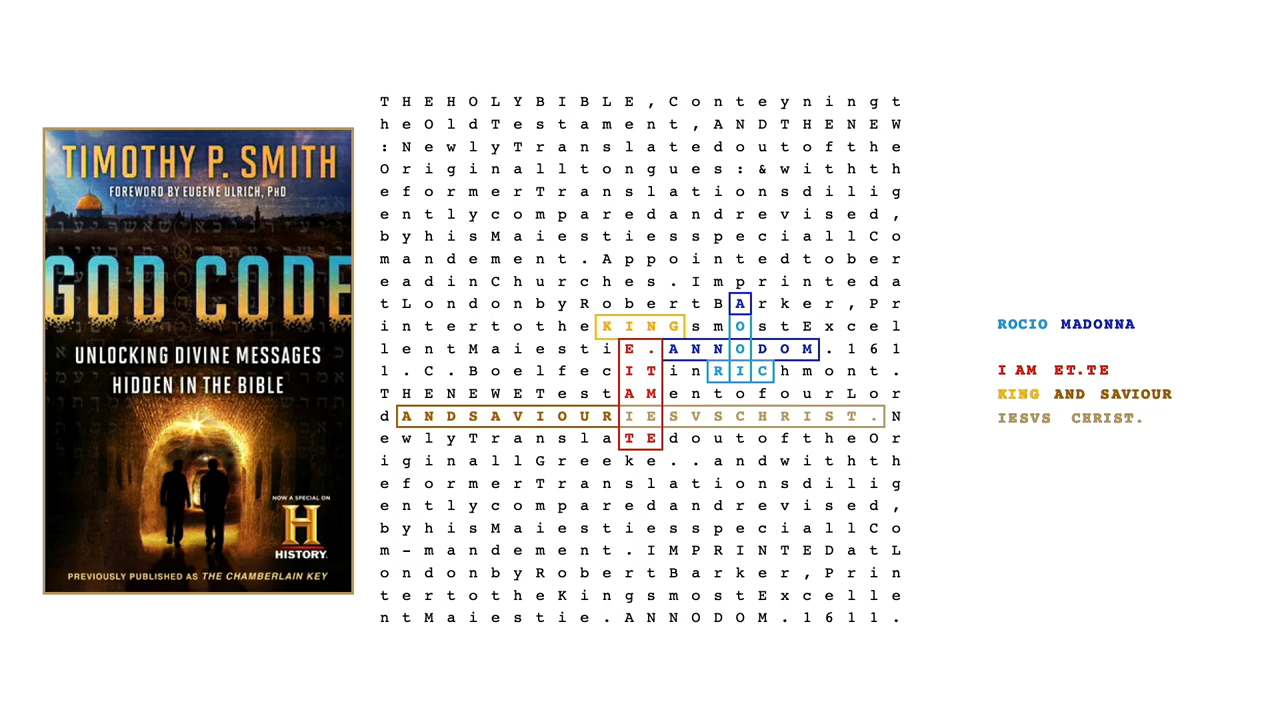 TIMOTHY P. SMITH
FOREWORD BY EUGENE ULRICH, PhD
GOD CODE
UNLOCKING DIVINE MESSAGES
HIDDEN IN THE BIBLE
NOW A SPECIAL ON
H
HISTORY.
PREVIOUSLY PUBLISHED AS THE CHAMBERLAIN KEY
T H E H O L Y B I B L E , C o n t e y n i n g t
h e O l d T e s t a m e n t , A N D T H E N E W
: N e w l y T r a n s l a t e d o u t o f t h e
O r i g i n a l l t o n g u e s : & w i t h t h
e f o r m e r T r a n s l a t i o n s d i l i g
e n t l y c o m p a r e d a n d r e v i s e d ,
b y h i s M a i e s t i e s s p e c i a l l C o
m a n d e m e n t . A p p o i n t e d t o b e r
e a d i n C h u r c h e s . I m p r i n t e d a
t L o n d o n b y R o b e r t B A r k e r , P r
i n t e r t o t h e K I N G s m O s t E x c e l
l e n t M a i e s t i E . A N N O D O M . 1 6 1
1 . C . B o e l f e c I T i n R I C h m o n t .
T H E N E W E T e s t A M e n t o f o u r L o r
d A N D S A V I O U R I E S V S C H R I S T . N
e w l y T r a n s l a T E d o u t o f t h e O r
i g i n a l l G r e e k e . . a n d w i t h t h
e f o r m e r T r a n s l a t i o n s d i l i g
e n t l y c o m p a r e d a n d r e v i s e d ,
b y h i s M a i e s t i e s s p e c i a l l C o
m - m a n d e m e n t . I M P R I N T E D a t L
o n d o n b y R o b e r t B a r k e r , P r i n
t e r t o t h e K i n g s m o s t E x c e l l e
n t M a i e s t i e . A N N O D O M . 1 6 1 1 .
ROCIO MADONNA
I AM ET.TE
KING AND SAVIOUR
IESVS CHRIST.